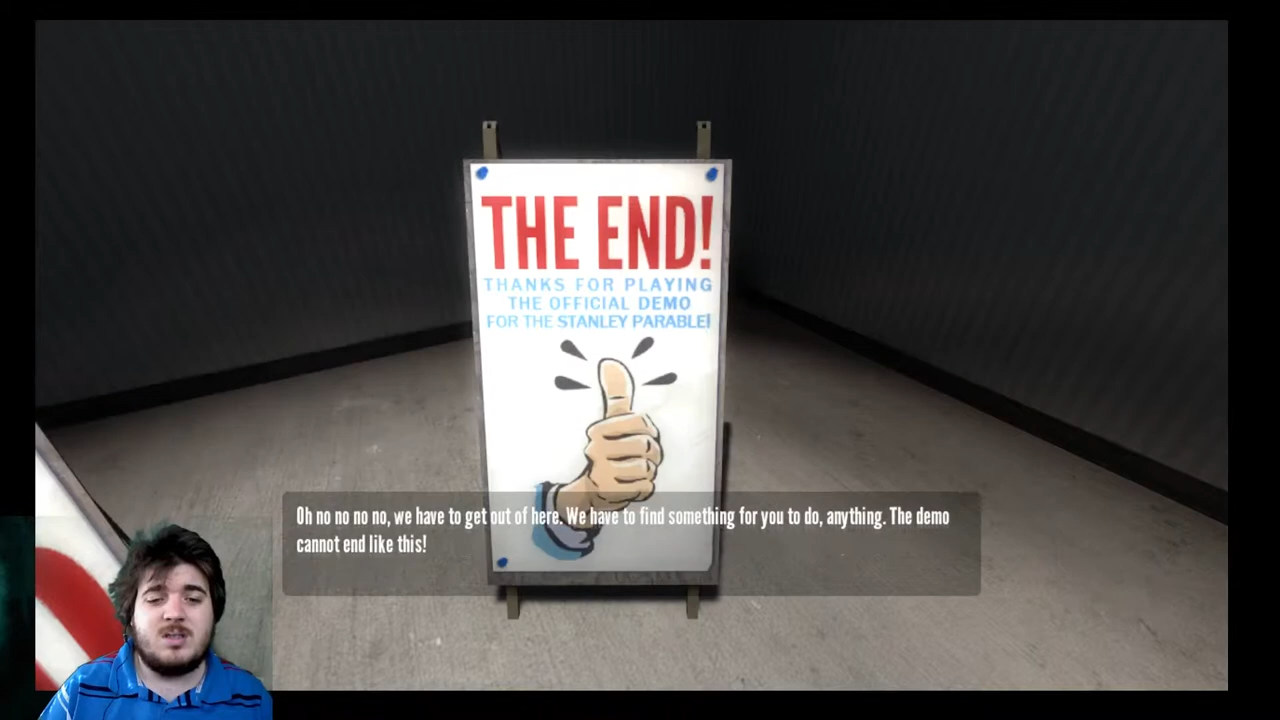 THE END!
THANKS FOR PLAYING
THE OFFICIAL DEMO
FOR THE STANLEY PARABLE!
Oh no no no no, we have to get out of here. We have to find something for you to do, anything. The demo
cannot end like this!